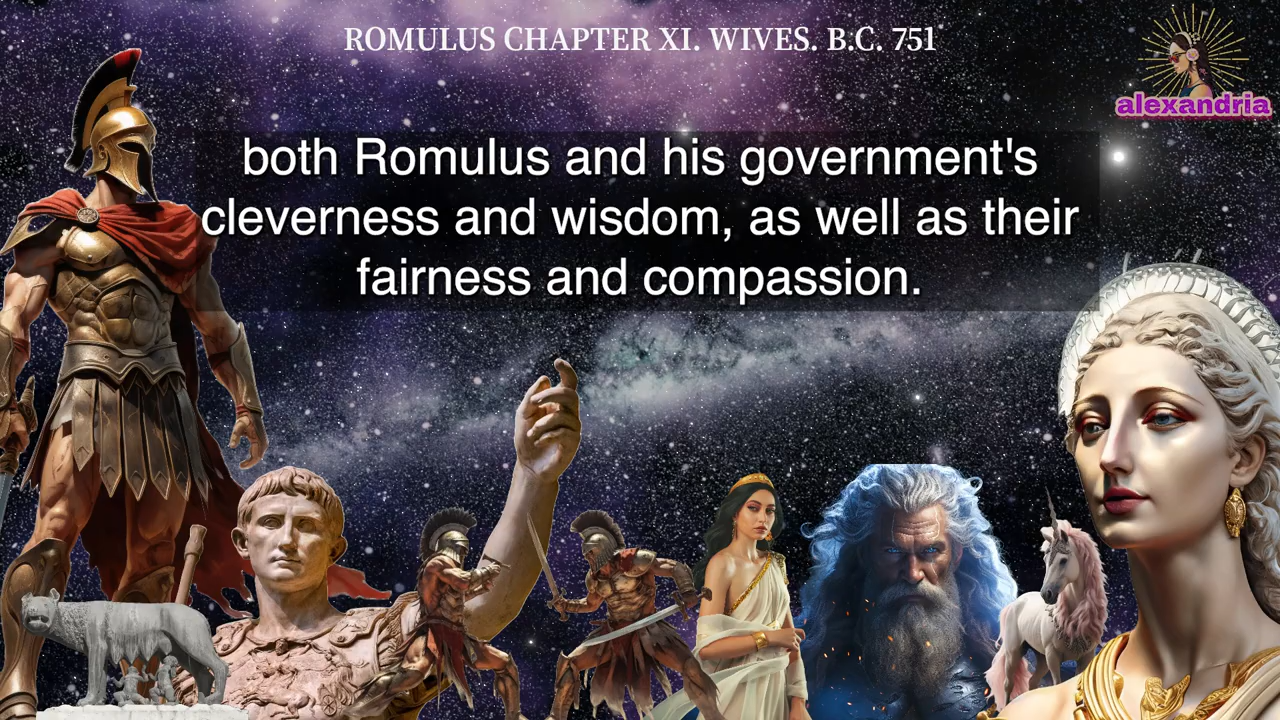 ROMULUS CHAPTER XI. WIVES. B.C. 751
alexandria
both Romulus and his government's
cleverness and wisdom, as well as their
fairness and compassion.